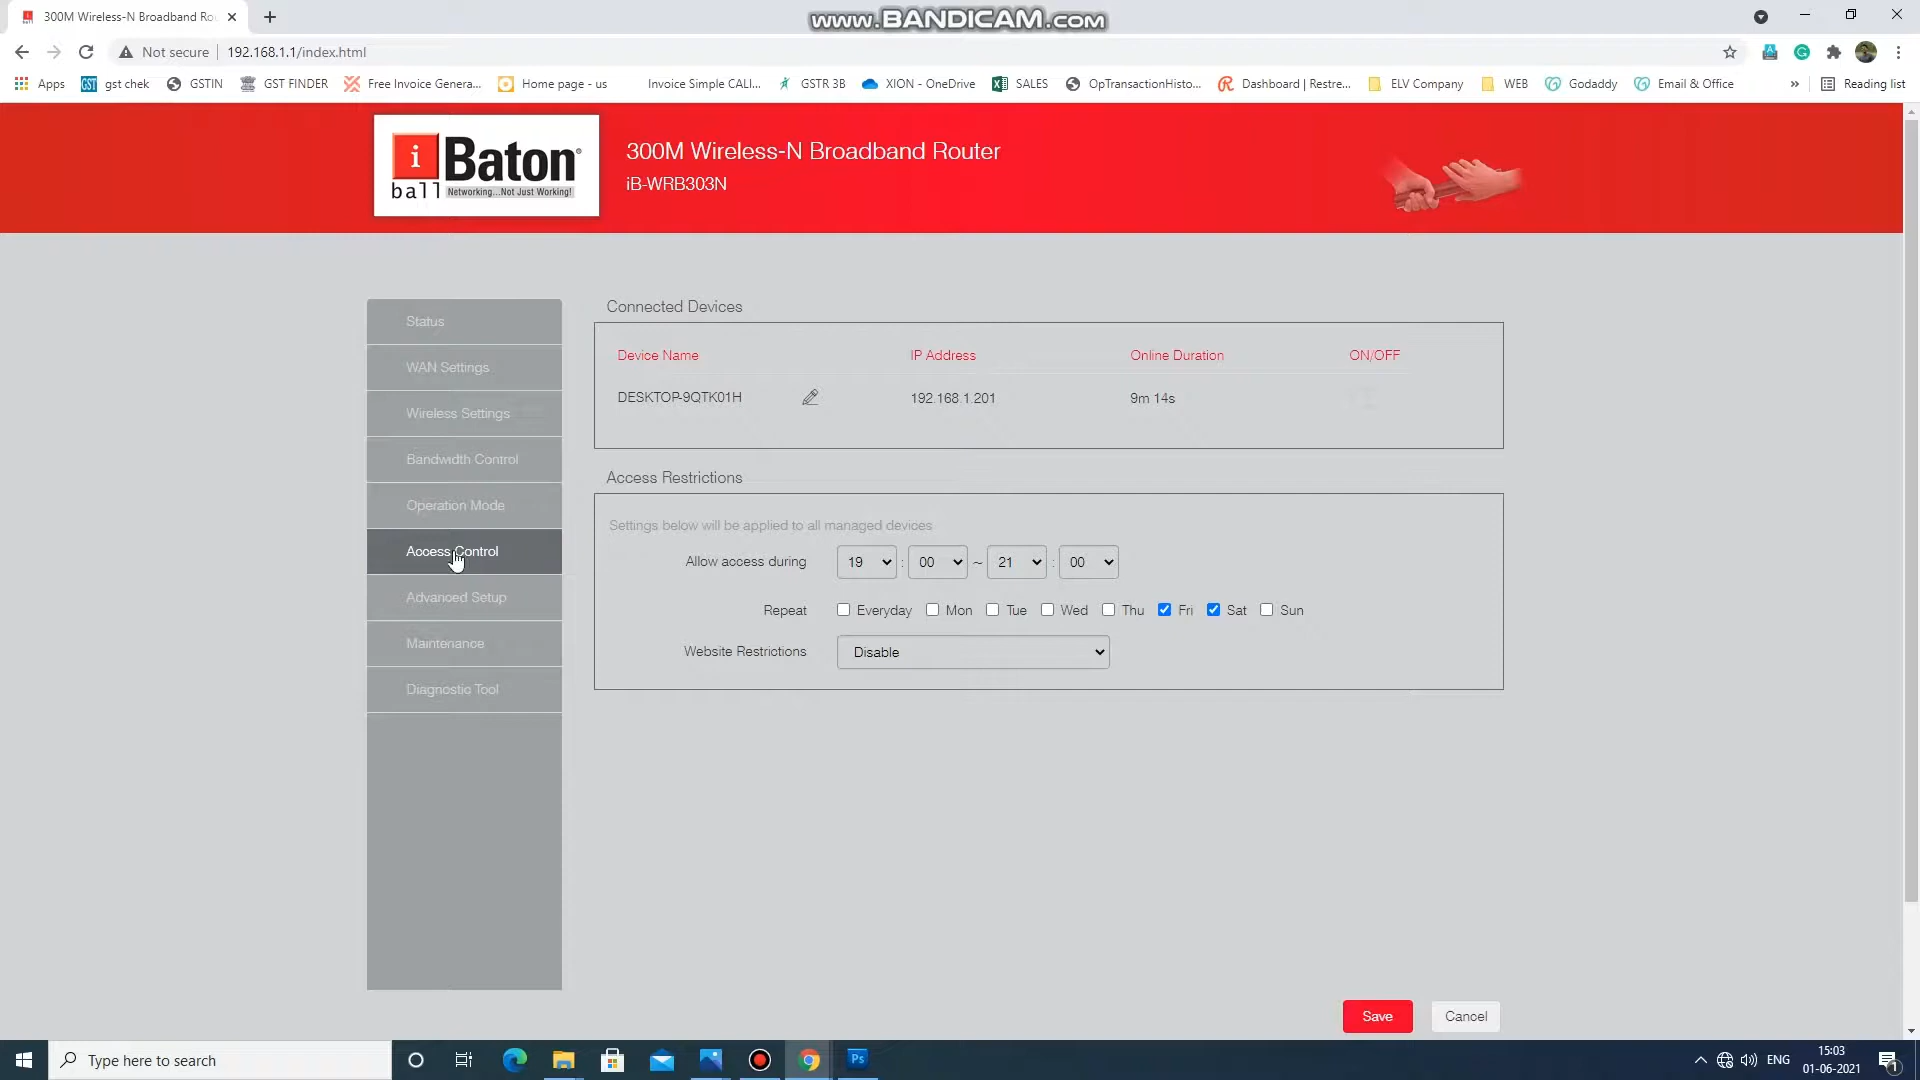 300M Wireless-N Broadband Rou
www.BANDICAM.com
Not secure
192.168.1.1/index.html
Apps
GST
gst chek
GSTIN
GST FINDER
Free Invoice Genera...
Home page - us
Invoice Simple CALI...
GSTR 3B
XION - OneDrive
SALES
OpTransactionHisto...
Dashboard | Restre...
ELV Company
WEB
Godaddy
Email & Office
»
Reading list
i Baton
ball Networking...Not Just Working!
300M Wireless-N Broadband Router
iB-WRB303N
Status
WAN Settings
Wireless Settings
Bandwidth Control
Operation Mode
Access Control
Advanced Setup
Maintenance
Diagnostic Tool
Connected Devices
Device Name IP Address Online Duration ON/OFF
DESKTOP-9QTK01H 192.168.1.201 9m 14s
Access Restrictions
Settings below will be applied to all managed devices
Allow access during 19 : 00 ~ 21 : 00
Repeat Everyday Mon Tue Wed Thu Fri Sat Sun
Website Restrictions Disable
Save Cancel
Type here to search
Ps
ENG
15:03
01-06-2021
1